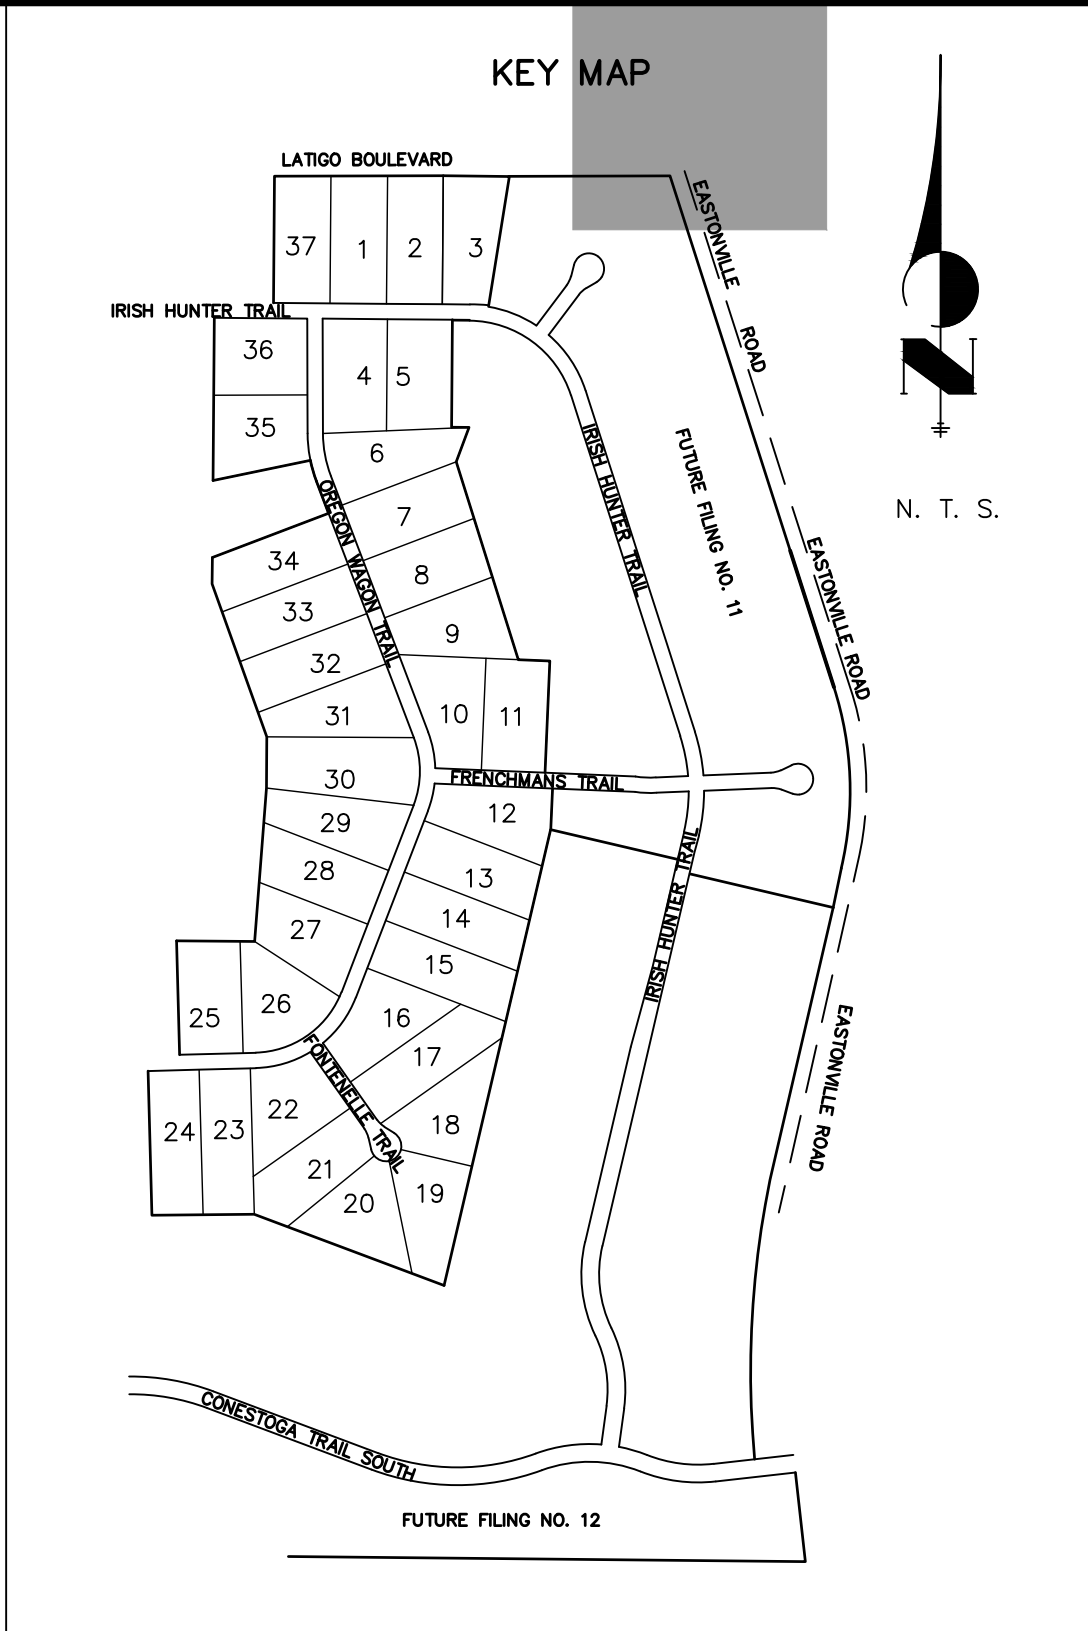 KEY MAP
LATIGO BOULEVARD
EASTONVILLE ROAD
37
1
2
3
IRISH HUNTER TRAIL
36
4
5
35
6
IRISH HUNTER TRAIL
FUTURE FILING NO. 11
N
N. T. S.
OREGON WAGON TRAIL
7
34
8
33
9
32
EASTONVILLE ROAD
31
10
11
30
FRENCHMANS TRAIL
12
29
28
13
14
27
15
IRISH HUNTER TRAIL
26
25
16
17
FONTENELLE TRAIL
EASTONVILLE ROAD
22
18
24
23
21
20
19
CONESTOGA TRAIL SOUTH
FUTURE FILING NO. 12